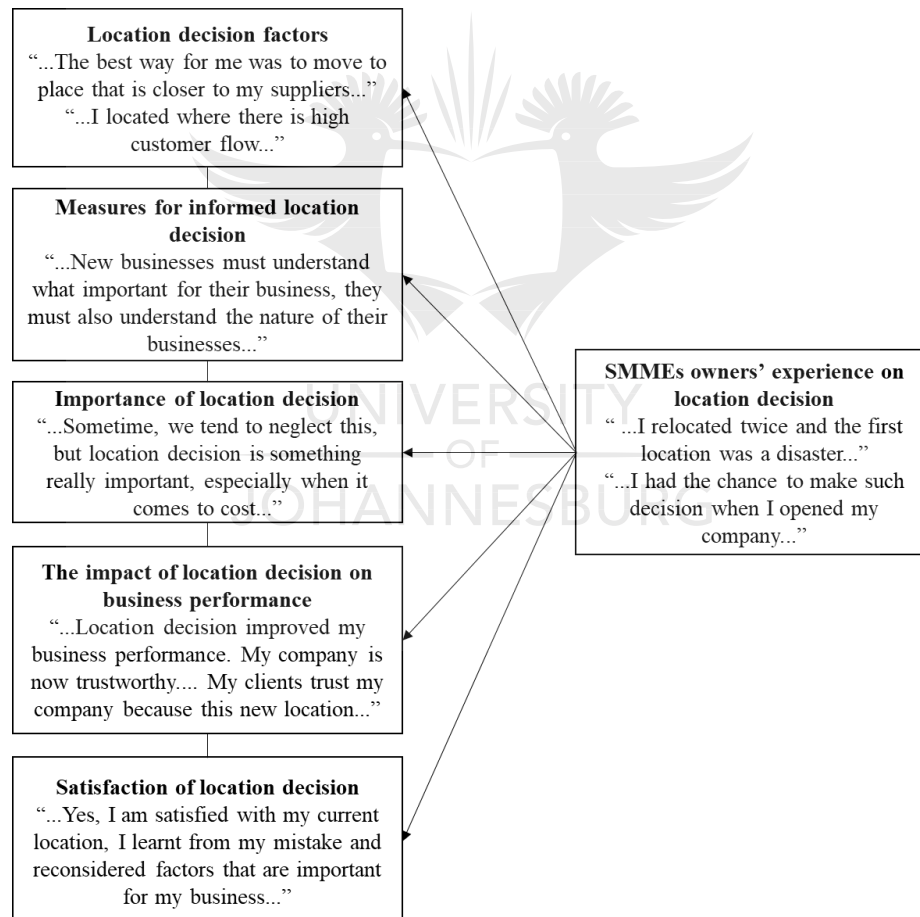 Location decision factors
“...The best way for me was to move to
place that is closer to my suppliers...”
“...I located where there is high
customer flow...”
Measures for informed location
decision
“...New businesses must understand
what important for their business, they
must also understand the nature of their
businesses...”
Importance of location decision
“...Sometime, we tend to neglect this,
but location decision is something
really important, especially when it
comes to cost...”
The impact of location decision on
business performance
“...Location decision improved my
business performance. My company is
now trustworthy.... My clients trust my
company because this new location...”
Satisfaction of location decision
“...Yes, I am satisfied with my current
location, I learnt from my mistake and
reconsidered factors that are important
for my business...”
SMMEs owners’ experience on
location decision
“ ...I relocated twice and the first
location was a disaster...”
“...I had the chance to make such
decision when I opened my
company...”
UNIVERSITY
OF
JOHANNESBURG